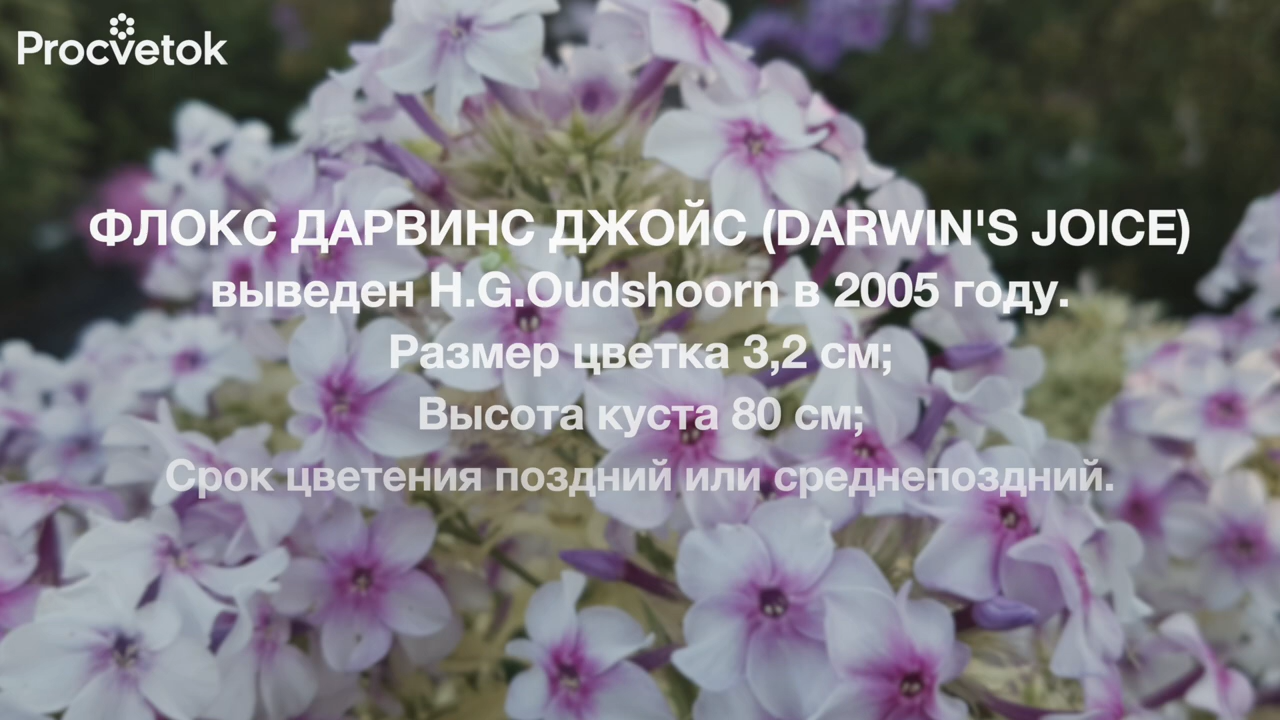 Procvetok
ФЛОКС ДАРВИНС ДЖОЙС (DARWIN'S JOICE)
выведен H.G.Oudshoorn в 2005 году.
Размер цветка 3,2 см;
Высота куста 80 см;
Срок цветения поздний или среднепоздний.